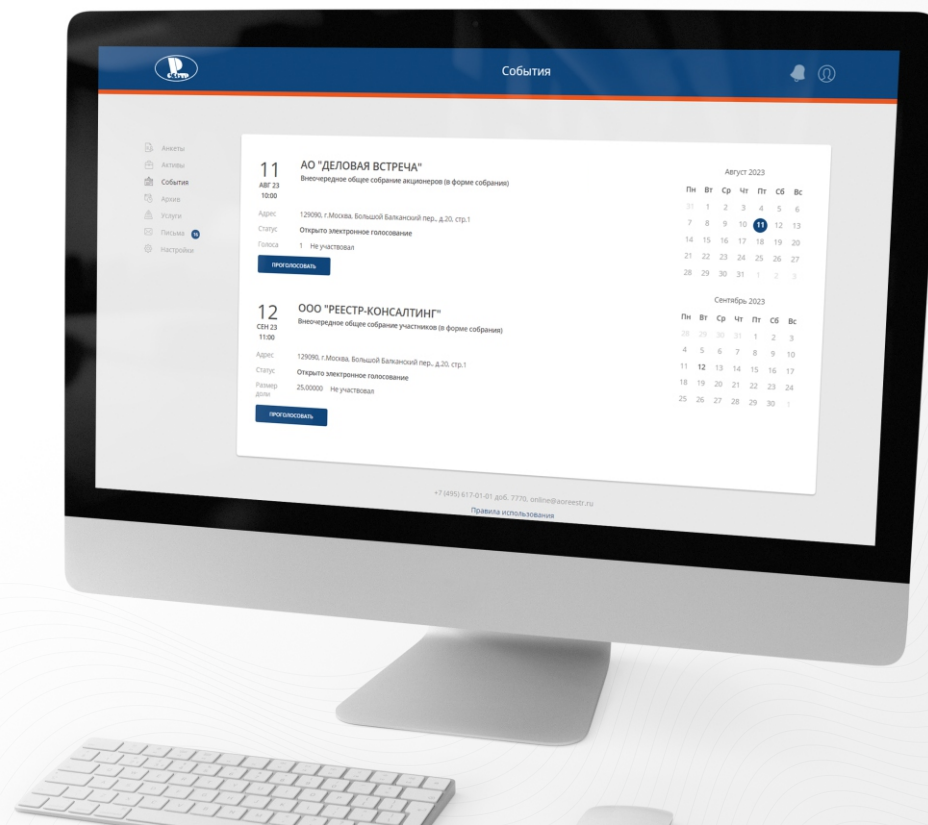 События
Анкеты
Активы
События
Архив
Услуги
Письма
Настройки
11
АВГ 23
10:00
АО "ДЕЛОВАЯ ВСТРЕЧА"
Внеочередное общее собрание акционеров (в форме собрания)
Адрес 129090, г.Москва, Большой Балканский пер., д.20, стр.1
Статус Открыто электронное голосование
Голоса 1 Не участвовал
ПРОГОЛОСОВАТЬ
12
СЕН 23
11:00
ООО "РЕЕСТР-КОНСАЛТИНГ"
Внеочередное общее собрание участников (в форме собрания)
Адрес 129090, г.Москва, Большой Балканский пер., д.20, стр.1
Статус Открыто электронное голосование
Размер доли 25,00000 Не участвовал
ПРОГОЛОСОВАТЬ
Август 2023
Пн Вт Ср Чт Пт Сб Вс
31 1 2 3 4 5 6
7 8 9 10 11 12 13
14 15 16 17 18 19 20
21 22 23 24 25 26 27
28 29 30 31 1 2 3
Сентябрь 2023
Пн Вт Ср Чт Пт Сб Вс
28 29 30 31 1 2 3
4 5 6 7 8 9 10
11 12 13 14 15 16 17
18 19 20 21 22 23 24
25 26 27 28 29 30 1
+7 (495) 617-01-01 доб. 7770, online@aoreestr.ru
Правила использования